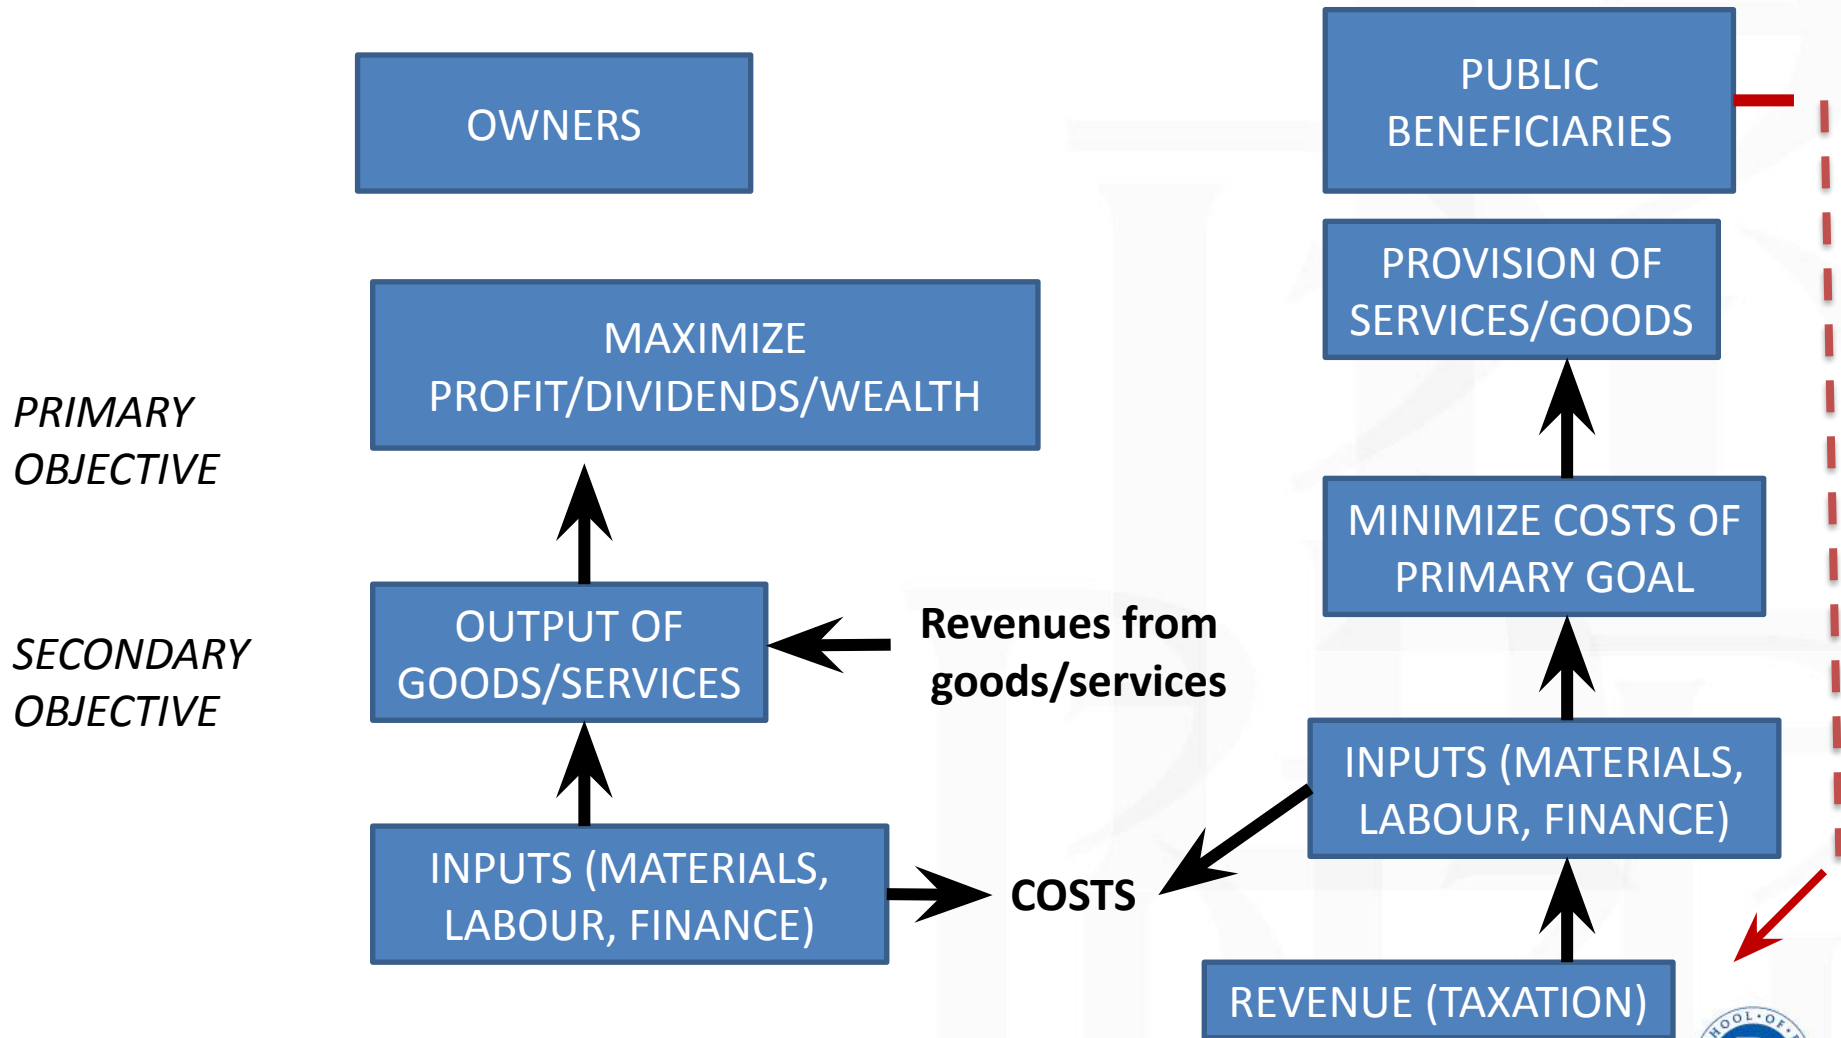 OWNERS
PUBLIC
BENEFICIARIES
PROVISION OF
SERVICES/GOODS
MAXIMIZE
PROFIT/DIVIDENDS/WEALTH
PRIMARY
OBJECTIVE
MINIMIZE COSTS OF
PRIMARY GOAL
SECONDARY
OBJECTIVE
OUTPUT OF
GOODS/SERVICES
Revenues from
goods/services
INPUTS (MATERIALS,
LABOUR, FINANCE)
INPUTS (MATERIALS,
LABOUR, FINANCE)
COSTS
REVENUE (TAXATION)
OOL·OF